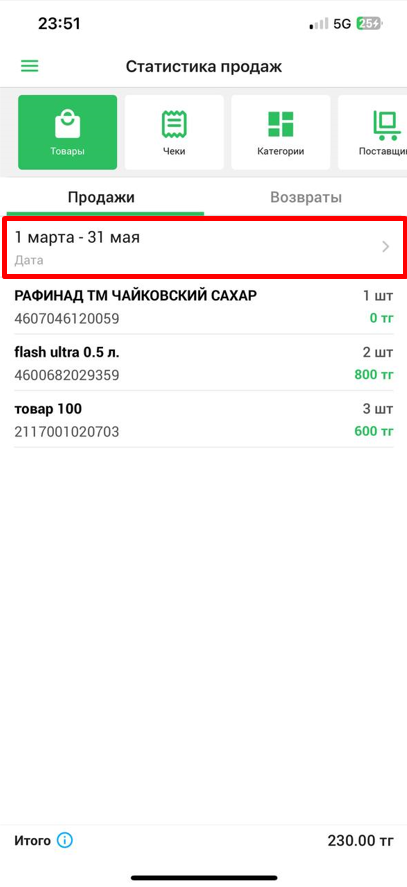 23:51
5G 25
Статистика продаж
Товары
Чеки
Категории
Поставщи
Продажи
Возвраты
1 марта - 31 мая
Дата
РАФИНАД ТМ ЧАЙКОВСКИЙ САХАР 1 шт
4607046120059 0 тг
flash ultra 0.5 л. 2 шт
4600682029359 800 тг
товар 100 3 шт
2117001020703 600 тг
Итого 230.00 тг